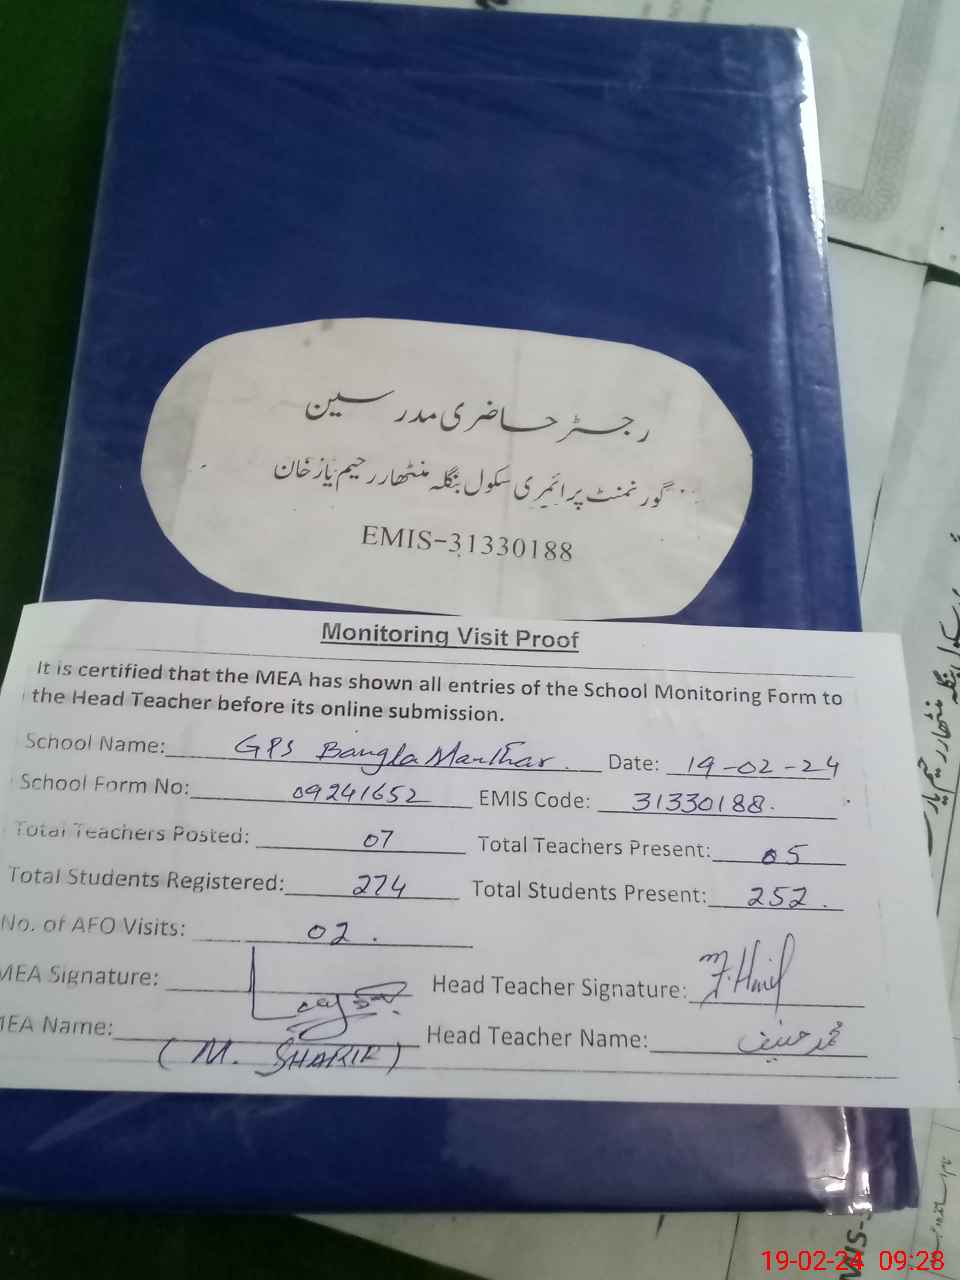 رجسٹر حاضری مدرسین
گورنمنٹ پرائمری سکول بنگلہ منٹھار رحیم یار خان
EMIS-31330188
Monitoring Visit Proof
It is certified that the MEA has shown all entries of the School Monitoring Form to
the Head Teacher before its online submission.
School Name: GPS Bangla Manthar. Date: 19-02-24
School Form No: 09241652 EMIS Code: 31330188.
Total Teachers Posted: 07 Total Teachers Present: 05
Total Students Registered: 274 Total Students Present: 252.
No. of AFO Visits: 02.
MEA Signature: Head Teacher Signature: M. Hanif
MEA Name: (M. SHARIF) Head Teacher Name: محمد حنیف
19-02-24 09:28